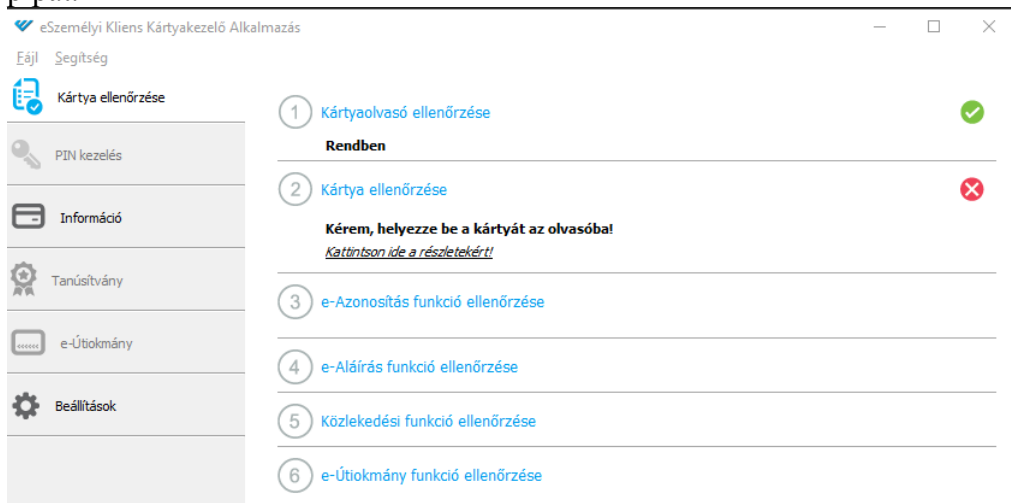 eSzemélyi Kliens Kártyakezelő Alkalmazás
Fájl Segítség
Kártya ellenőrzése
PIN kezelés
Információ
Tanúsítvány
e-Útiokmány
Beállítások
1 Kártyaolvasó ellenőrzése
Rendben
2 Kártya ellenőrzése
Kérem, helyezze be a kártyát az olvasóba!
Kattintson ide a részletekért!
3 e-Azonosítás funkció ellenőrzése
4 e-Aláírás funkció ellenőrzése
5 Közlekedési funkció ellenőrzése
6 e-Útiokmány funkció ellenőrzése